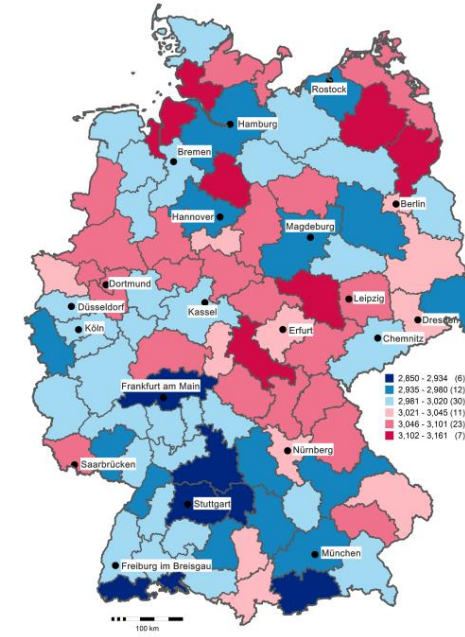 Rostock
Hamburg
Bremen
Berlin
Hannover
Magdeburg
Dortmund
Düsseldorf
Kassel
Leipzig
Köln
Erfurt
Dresden
Chemnitz
Frankfurt am Main
2,850 - 2,934 (6)
2,935 - 2,980 (12)
2,981 - 3,020 (30)
3,021 - 3,045 (11)
3,046 - 3,101 (23)
3,102 - 3,161 (7)
Nürnberg
Saarbrücken
Stuttgart
München
Freiburg im Breisgau
100 km